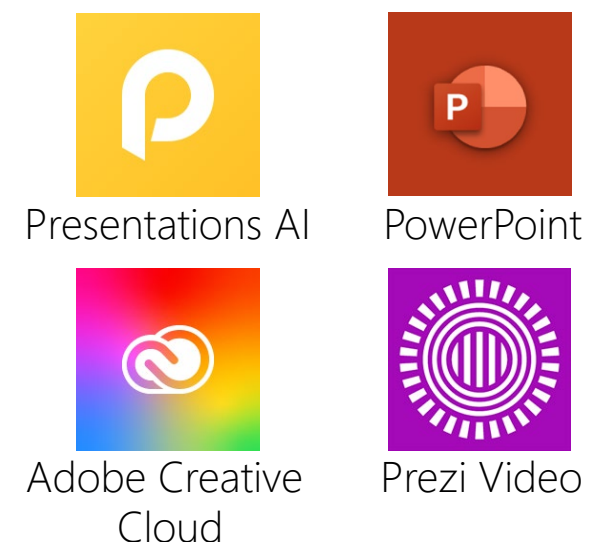 P
Presentations AI
PowerPoint
Adobe Creative
Cloud
Prezi Video